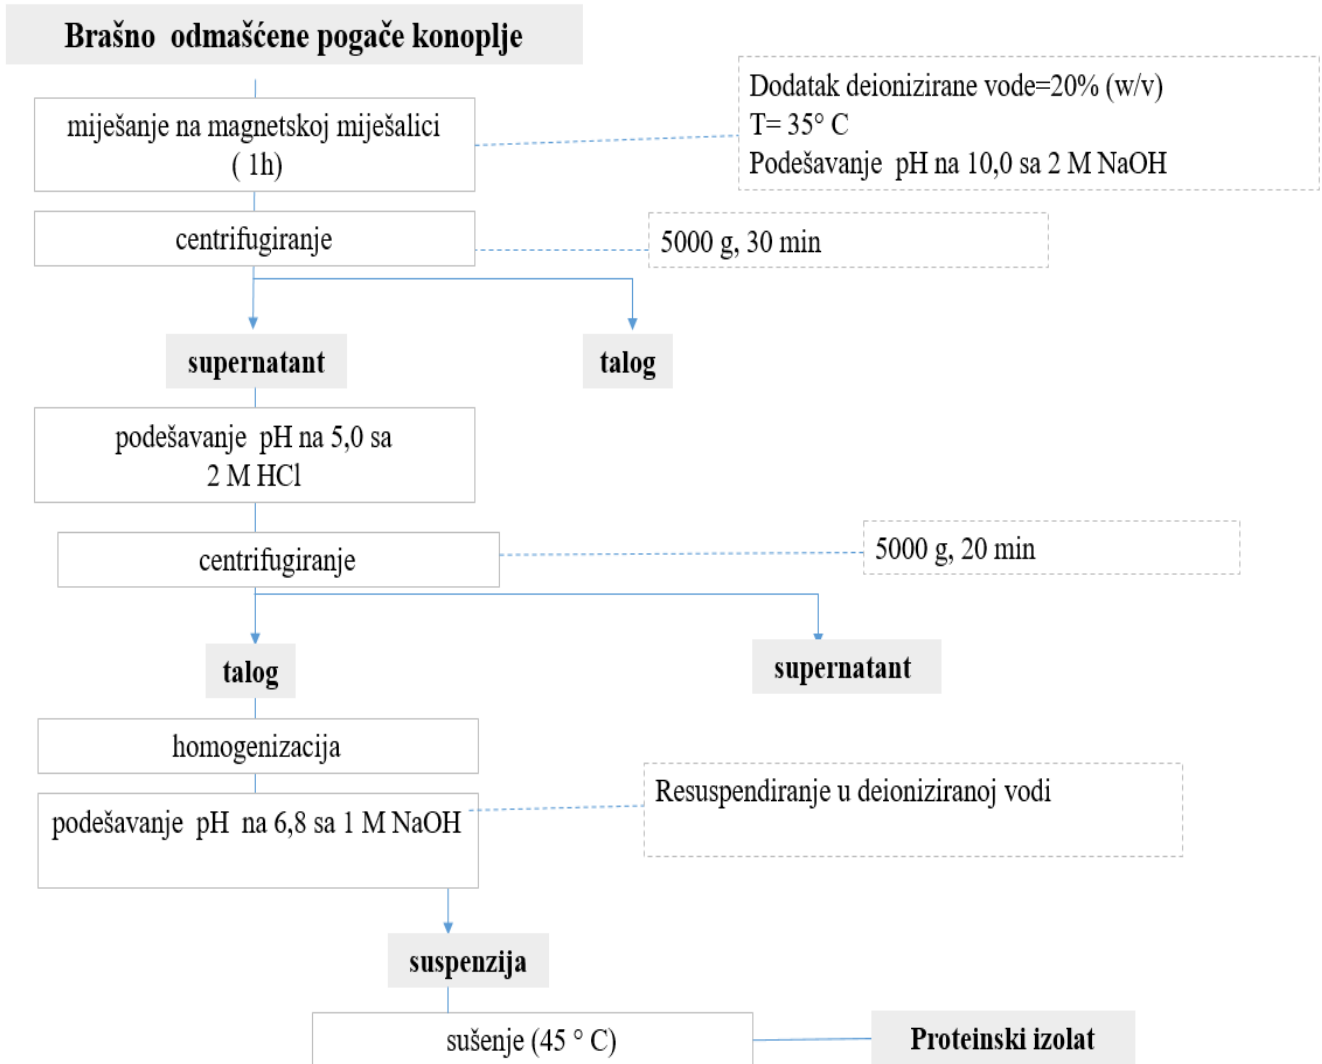 Brašno odmašćene pogače konoplje
miješanje na magnetskoj miješalici
( 1h)
Dodatak deionizirane vode=20% (w/v)
T= 35° C
Podešavanje pH na 10,0 sa 2 M NaOH
centrifugiranje
5000 g, 30 min
supernatant
talog
podešavanje pH na 5,0 sa
2 M HCl
centrifugiranje
5000 g, 20 min
talog
supernatant
homogenizacija
podešavanje pH na 6,8 sa 1 M NaOH
Resuspendiranje u deioniziranoj vodi
suspenzija
sušenje (45 ° C)
Proteinski izolat